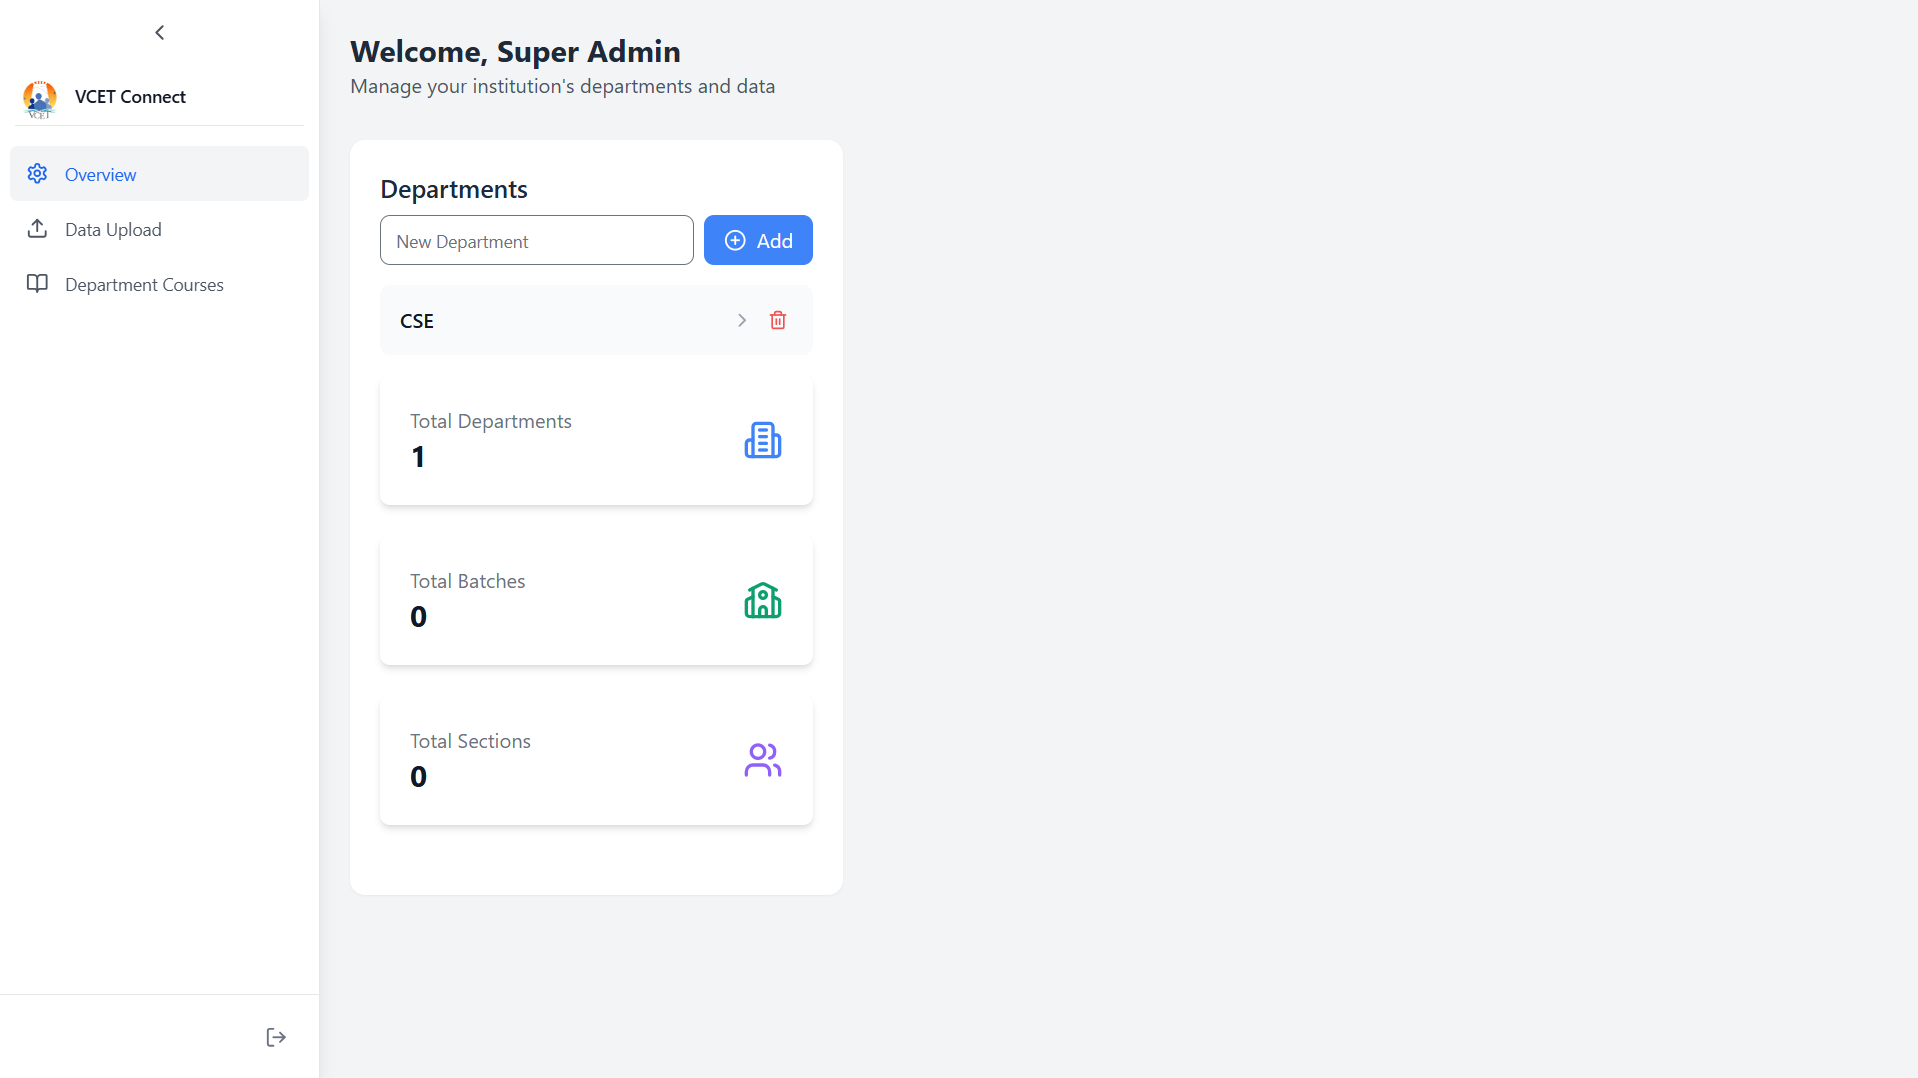 VCET
VCET Connect
Overview
Data Upload
Department Courses
Welcome, Super Admin
Manage your institution's departments and data
Departments
New Department
Add
CSE
Total Departments
1
Total Batches
0
Total Sections
0